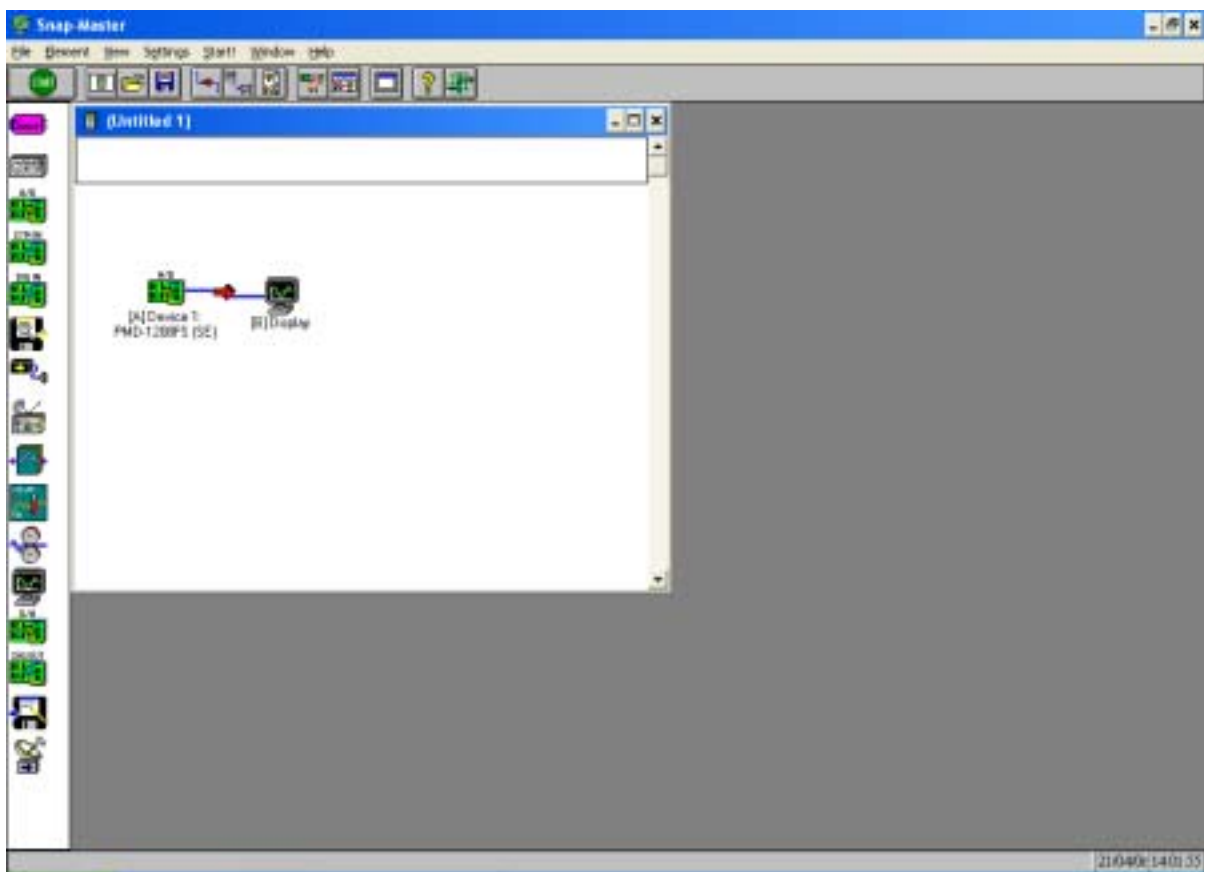 Snap-Master
File Element View Settings Start! Window Help
(Untitled 1)
A/D
[A] Device 1:
PMD-1208FS (SE)
[B] Display
A/D